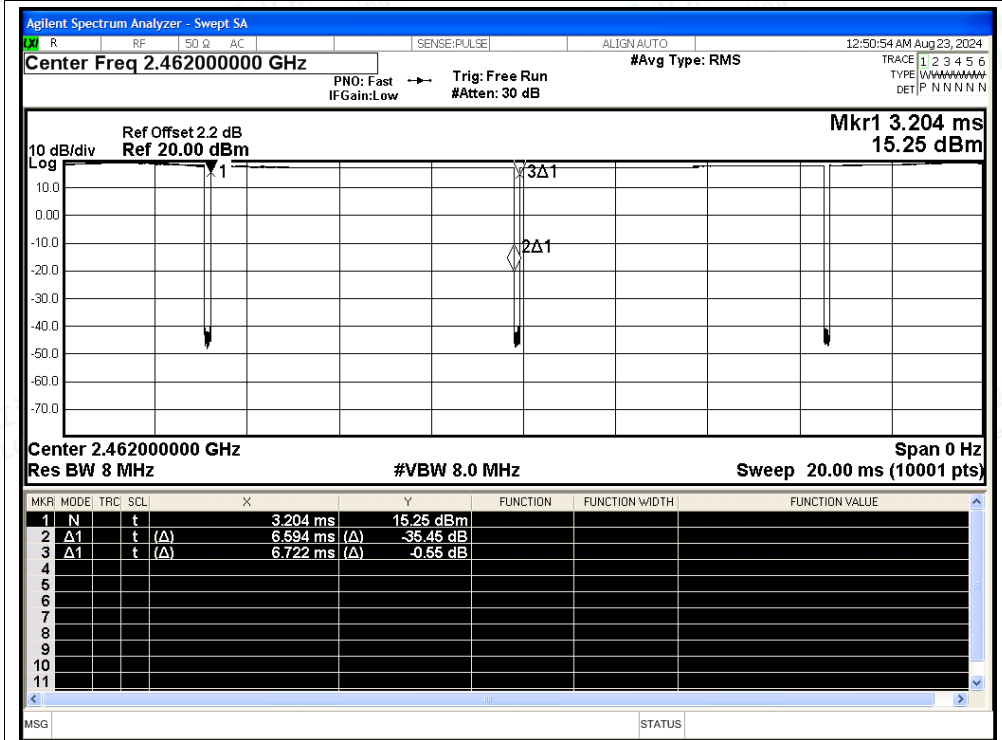 Agilent Spectrum Analyzer - Swept SA
LXI R RF 50 Ω AC SENSE:PULSE ALIGN AUTO 12:50:54 AM Aug 23, 2024
Center Freq 2.462000000 GHz
PNO: Fast
IFGain:Low
Trig: Free Run
#Atten: 30 dB
#Avg Type: RMS
TRACE 1 2 3 4 5 6
TYPE
DET P N N N N N
Mkr1 3.204 ms
15.25 dBm
Ref Offset 2.2 dB
10 dB/div Ref 20.00 dBm
Log
1
3Δ1
2Δ1
10.0
0.00
-10.0
-20.0
-30.0
-40.0
-50.0
-60.0
-70.0
Center 2.462000000 GHz Span 0 Hz
Res BW 8 MHz #VBW 8.0 MHz Sweep 20.00 ms (10001 pts)
MKR MODE TRC SCL X Y FUNCTION FUNCTION WIDTH FUNCTION VALUE
1 N t 3.204 ms 15.25 dBm
2 Δ1 t (Δ) 6.594 ms (Δ) -35.45 dB
3 Δ1 t (Δ) 6.722 ms (Δ) -0.55 dB
4
5
6
7
8
9
10
11
MSG STATUS